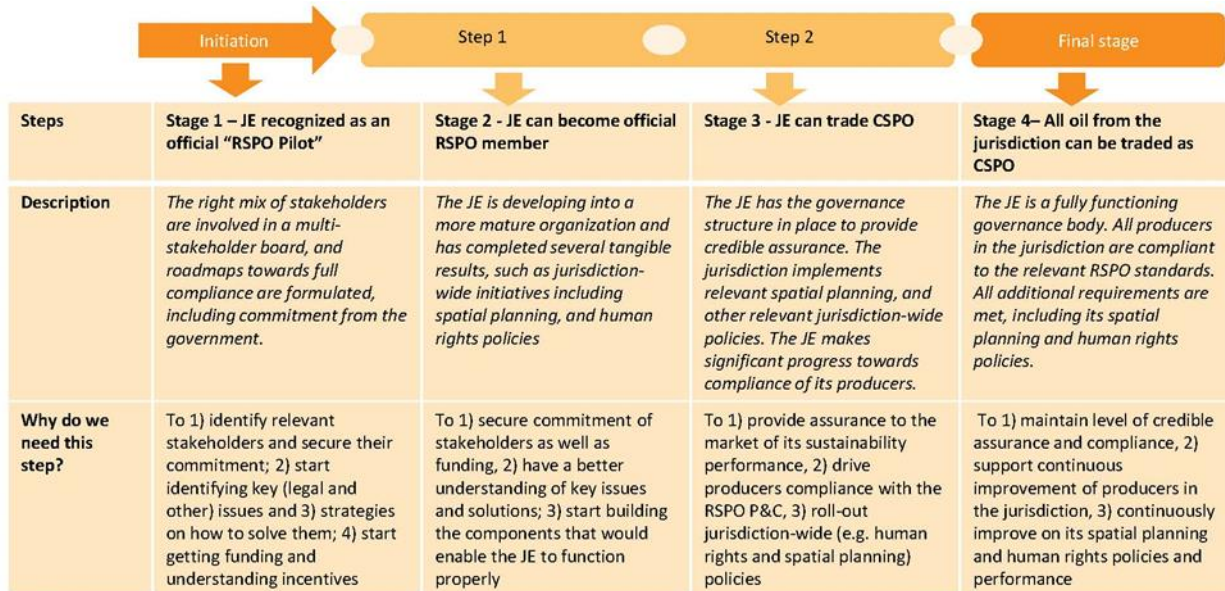 Initiation
Step 1
Step 2
Final stage
Steps
Stage 1 – JE recognized as an
official “RSPO Pilot”
Stage 2 - JE can become official
RSPO member
Stage 3 - JE can trade CSPO
Stage 4– All oil from the
jurisdiction can be traded as
CSPO
Description
The right mix of stakeholders
are involved in a multi-
stakeholder board, and
roadmaps towards full
compliance are formulated,
including commitment from the
government.
The JE is developing into a
more mature organization and
has completed several tangible
results, such as jurisdiction-
wide initiatives including
spatial planning, and human
rights policies
The JE has the governance
structure in place to provide
credible assurance. The
jurisdiction implements
relevant spatial planning, and
other relevant jurisdiction-wide
policies. The JE makes
significant progress towards
compliance of its producers.
The JE is a fully functioning
governance body. All producers
in the jurisdiction are compliant
to the relevant RSPO standards.
All additional requirements are
met, including its spatial
planning and human rights
policies.
Why do we
need this
step?
To 1) identify relevant
stakeholders and secure their
commitment; 2) start
identifying key (legal and
other) issues and 3) strategies
on how to solve them; 4) start
getting funding and
understanding incentives
To 1) secure commitment of
stakeholders as well as
funding, 2) have a better
understanding of key issues
and solutions; 3) start building
the components that would
enable the JE to function
properly
To 1) provide assurance to the
market of its sustainability
performance, 2) drive
producers compliance with the
RSPO P&C, 3) roll-out
jurisdiction-wide (e.g. human
rights and spatial planning)
policies
To 1) maintain level of credible
assurance and compliance, 2)
support continuous
improvement of producers in
the jurisdiction, 3) continuously
improve on its spatial planning
and human rights policies and
performance